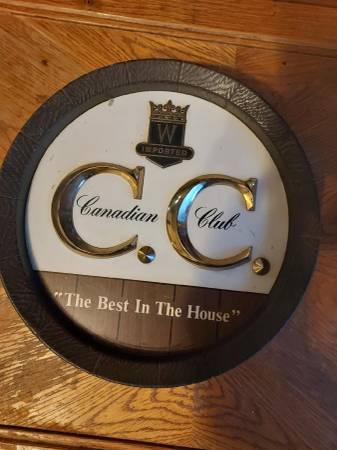 W
IMPORTED
C.C.
Canadian Club
"The Best In The House"